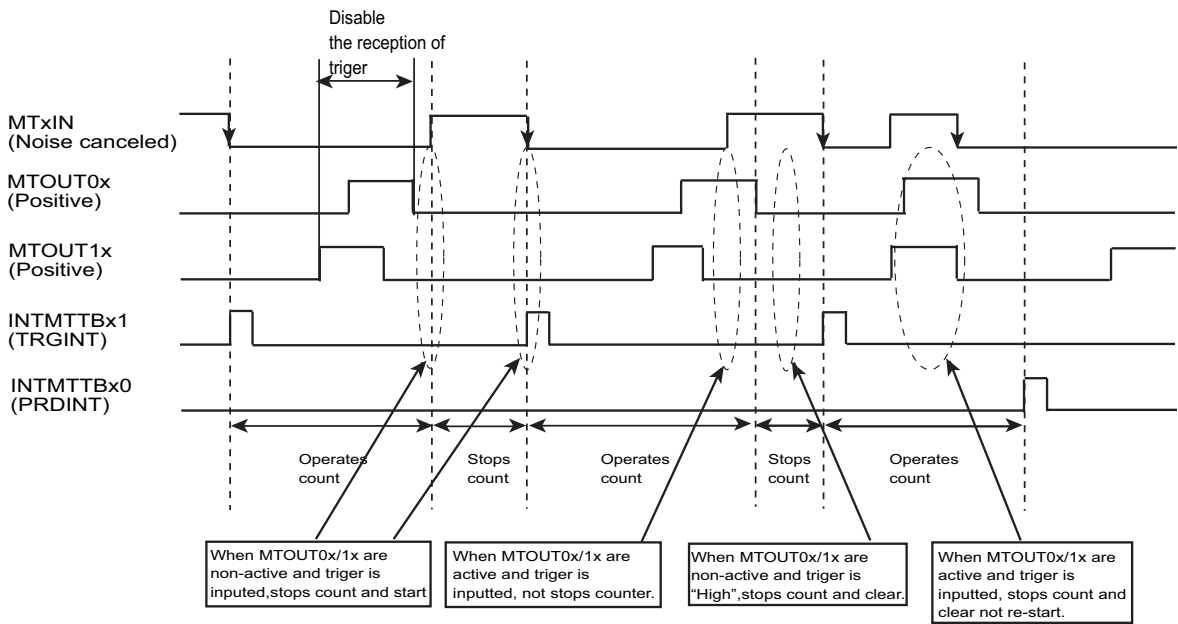 Disable
the reception of
triger
MTxIN
(Noise canceled)
MTOUT0x
(Positive)
MTOUT1x
(Positive)
INTMTTBx1
(TRGINT)
INTMTTBx0
(PRDINT)
Operates
count
Stops
count
Operates
count
Stops
count
Operates
count
When MTOUT0x/1x are
non-active and triger is
inputed,stops count and start
When MTOUT0x/1x are
active and triger is
inputted, not stops counter.
When MTOUT0x/1x are
non-active and triger is
“High”,stops count and clear.
When MTOUT0x/1x are
active and triger is
inputted, stops count and
clear not re-start.